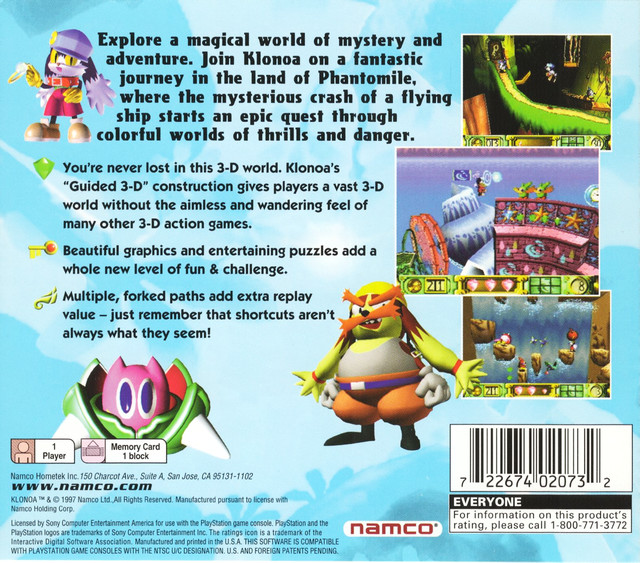 Explore a magical world of mystery and
adventure. Join Klonoa on a fantastic
journey in the land of Phantomile,
where the mysterious crash of a flying
ship starts an epic quest through
colorful worlds of thrills and danger.
You're never lost in this 3-D world. Klonoa's
"Guided 3-D" construction gives players a vast 3-D
world without the aimless and wandering feel of
many other 3-D action games.
Beautiful graphics and entertaining puzzles add a
whole new level of fun & challenge.
Multiple, forked paths add extra replay
value – just remember that shortcuts aren't
always what they seem!
1
Player
Memory Card
1 block
Namco Hometek Inc. 150 Charcot Ave., Suite A, San Jose, CA 95131-1102
www.namco.com
KLONOA ™ & © 1997 Namco Ltd.,All Rights Reserved. Manufactured pursuant to license with
Namco Holding Corp.
Licensed by Sony Computer Entertainment America for use with the PlayStation game console. PlayStation and the
PlayStation logos are trademarks of Sony Computer Entertainment Inc. The ratings icon is a trademark of the
Interactive Digital Software Association. Manufactured and printed in the U.S.A. THIS SOFTWARE IS COMPATIBLE
WITH PLAYSTATION GAME CONSOLES WITH THE NTSC U/C DESIGNATION. U.S. AND FOREIGN PATENTS PENDING.
namco®
7 22674 02073 2
EVERYONE
For information on this product's
rating, please call 1-800-771-3772